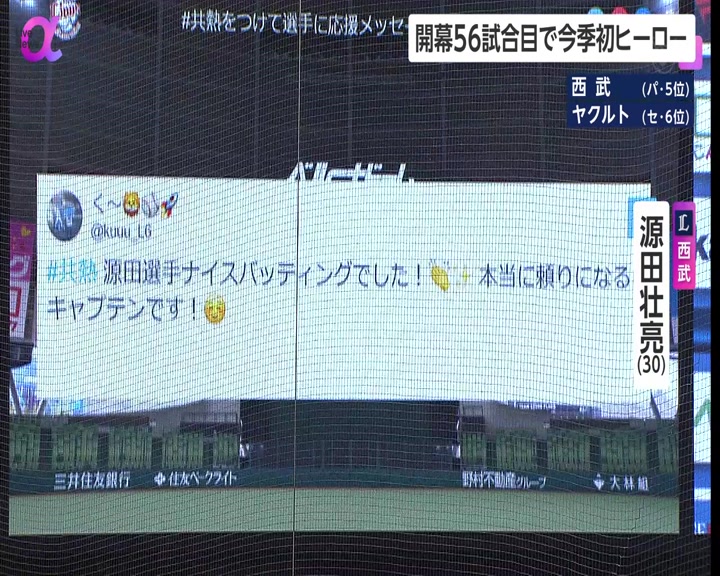 #共熱をつけて選手に応援メッセー
開幕56試合目で今季初ヒーロー
西武 (パ・5位)
ヤクルト (セ・6位)
く〜🦁⚾🚀
@kuuu_L6
#共熱 源田選手ナイスバッティングでした！👏✨ 本当に頼りになる
キャプテンです！☺️
L 西武
源田壮亮
(30)
三井住友銀行
住友ベークライト
野村不動産グループ
大林組